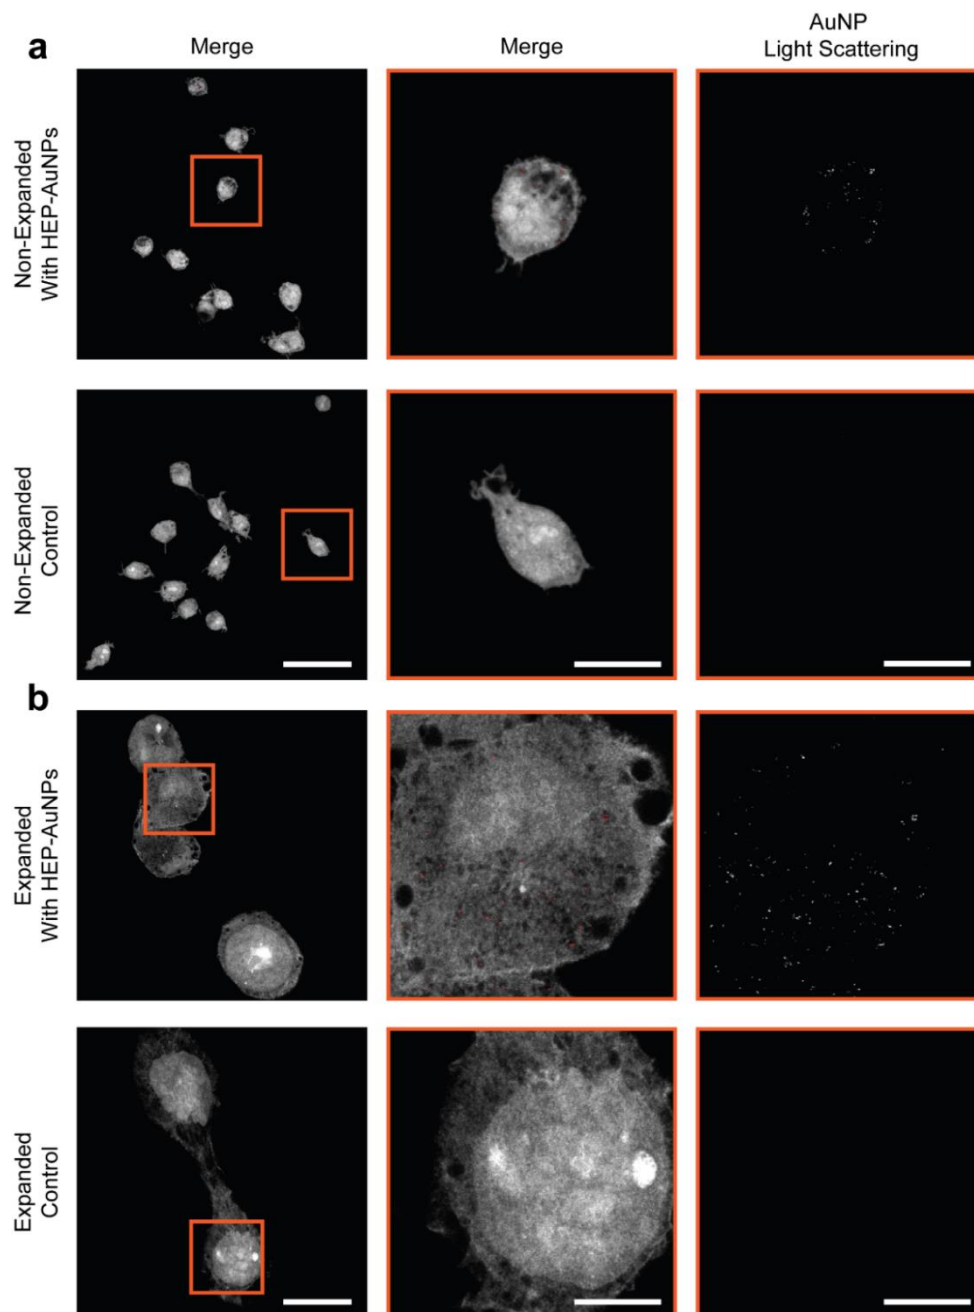 a
Merge
Merge
AuNP
Light Scattering
Non-Expanded
With HEP-AuNPs
Non-Expanded
Control
b
Expanded
With HEP-AuNPs
Expanded
Control